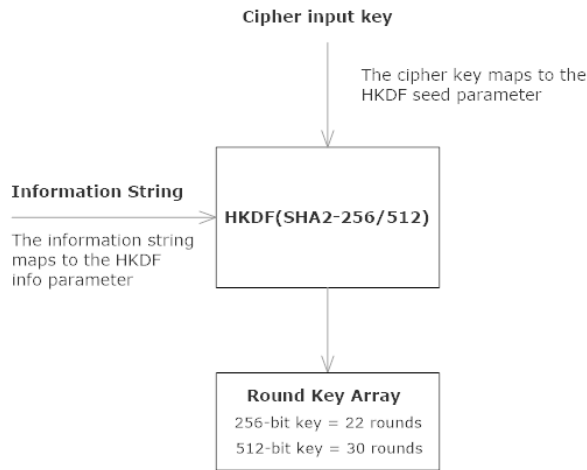 Cipher input key
The cipher key maps to the
HKDF seed parameter
Information String
HKDF(SHA2-256/512)
The information string
maps to the HKDF
info parameter
Round Key Array
256-bit key = 22 rounds
512-bit key = 30 rounds